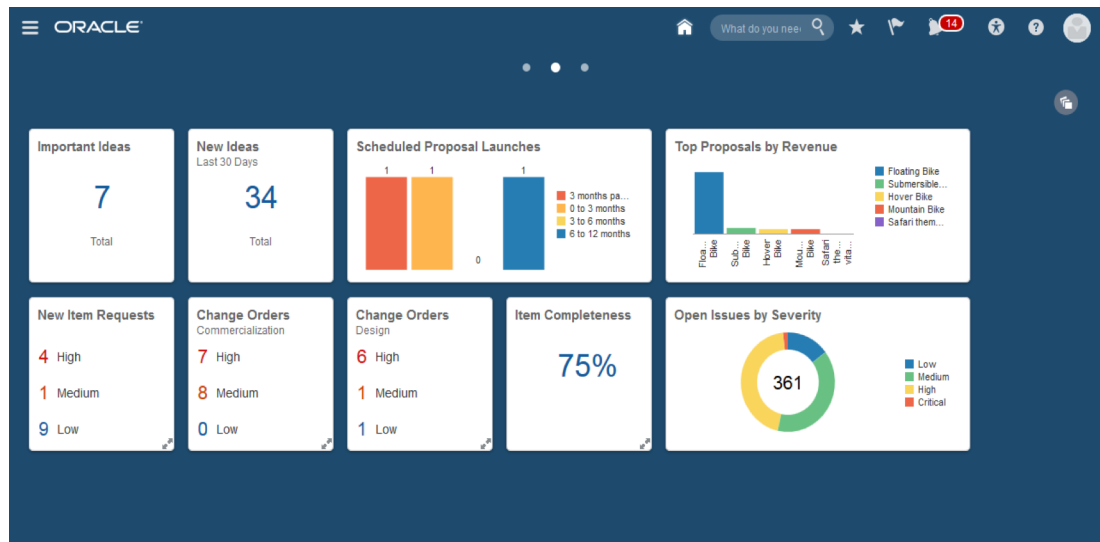 ORACLE
What do you nee
14
Important Ideas
7
Total
New Ideas
Last 30 Days
34
Total
Scheduled Proposal Launches
1
1
0
1
3 months pa...
0 to 3 months
3 to 6 months
6 to 12 months
Top Proposals by Revenue
Floa...
Bike
Sub...
Bike
Hover
Bike
Mou...
Bike
Safari
the...
vita...
Floating Bike
Submersible...
Hover Bike
Mountain Bike
Safari them...
New Item Requests
4 High
1 Medium
9 Low
Change Orders
Commercialization
7 High
8 Medium
0 Low
Change Orders
Design
6 High
1 Medium
1 Low
Item Completeness
75%
Open Issues by Severity
361
Low
Medium
High
Critical